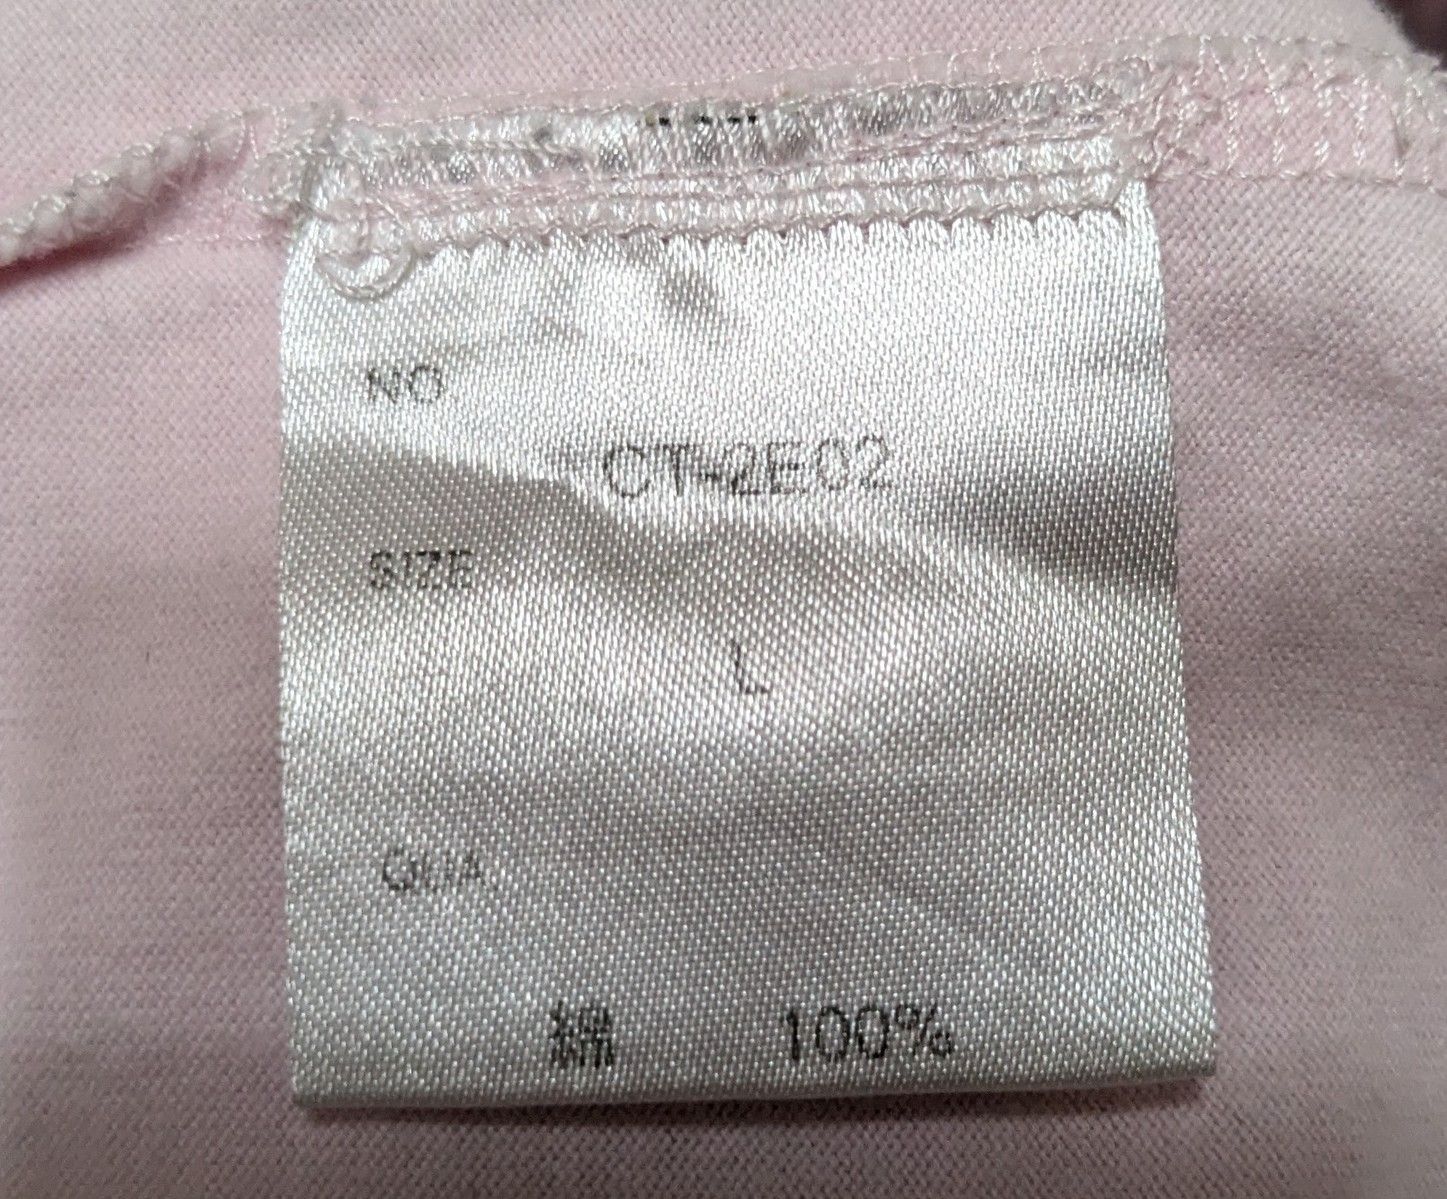 NO
CT-2E02
SIZE
L
QUA
綿 100%